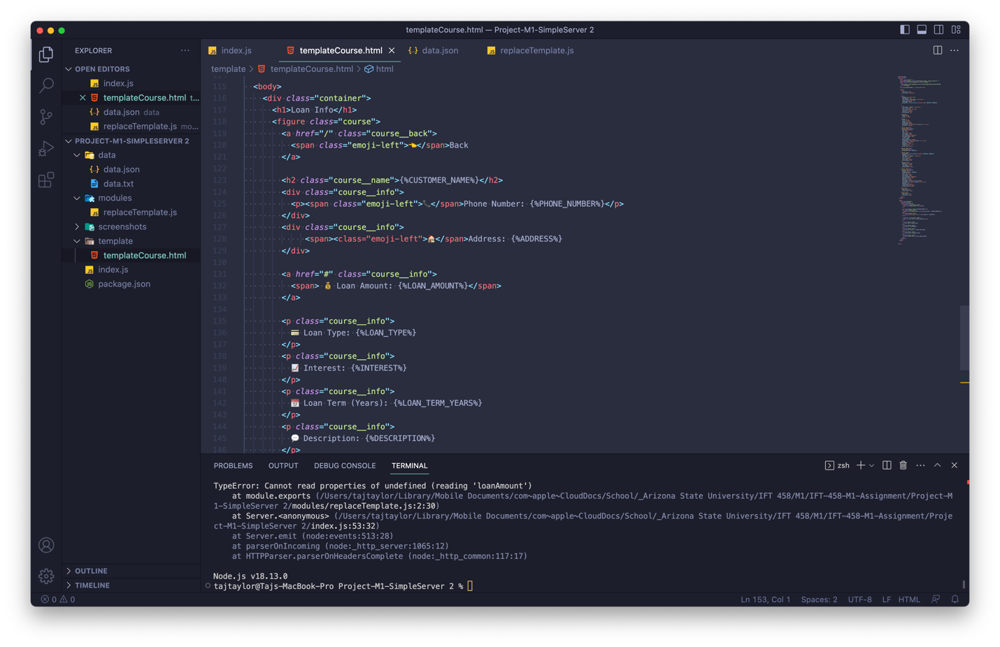 templateCourse.html — Project-M1-SimpleServer 2
EXPLORER
OPEN EDITORS
index.js
templateCourse.html t...
data.json data
replaceTemplate.js mo...
PROJECT-M1-SIMPLESERVER 2
data
data.json
data.txt
modules
replaceTemplate.js
screenshots
template
templateCourse.html
index.js
package.json
OUTLINE
TIMELINE
index.js
templateCourse.html
data.json
replaceTemplate.js
template > templateCourse.html > html
115 <body>
116 <div class="container">
117 <h1>Loan Info</h1>
118 <figure class="course">
119 <a href="/" class="course__back">
120 <span class="emoji-left">👈</span>Back
121 </a>
122
123 <h2 class="course__name">{%CUSTOMER_NAME%}</h2>
124 <div class="course__info">
125 <p><span class="emoji-left">📞</span>Phone Number: {%PHONE_NUMBER%}</p>
126 </div>
127 <div class="course__info">
128 <span><class="emoji-left">🏠</span>Address: {%ADDRESS%}
129 </div>
130
131 <a href="#" class="course__info">
132 <span> 💰 Loan Amount: {%LOAN_AMOUNT%}</span>
133 </a>
134
135 <p class="course__info">
136 💳 Loan Type: {%LOAN_TYPE%}
137 </p>
138 <p class="course__info">
139 📈 Interest: {%INTEREST%}
140 </p>
141 <p class="course__info">
142 📅 Loan Term (Years): {%LOAN_TERM_YEARS%}
143 </p>
144 <p class="course__info">
145 💬 Description: {%DESCRIPTION%}
146 </p>
PROBLEMS OUTPUT DEBUG CONSOLE TERMINAL
zsh
TypeError: Cannot read properties of undefined (reading 'loanAmount')
at module.exports (/Users/tajtaylor/Library/Mobile Documents/com~apple~CloudDocs/School/_Arizona State University/IFT 458/M1/IFT-458-M1-Assignment/Project-M
1-SimpleServer 2/modules/replaceTemplate.js:2:30)
at Server.<anonymous> (/Users/tajtaylor/Library/Mobile Documents/com~apple~CloudDocs/School/_Arizona State University/IFT 458/M1/IFT-458-M1-Assignment/Proje
ct-M1-SimpleServer 2/index.js:53:32)
at Server.emit (node:events:513:28)
at parserOnIncoming (node:_http_server:1065:12)
at HTTPParser.parserOnHeadersComplete (node:_http_common:117:17)
Node.js v18.13.0
tajtaylor@Tajs-MacBook-Pro Project-M1-SimpleServer 2 %
0 0
Ln 153, Col 1 Spaces: 2 UTF-8 LF HTML